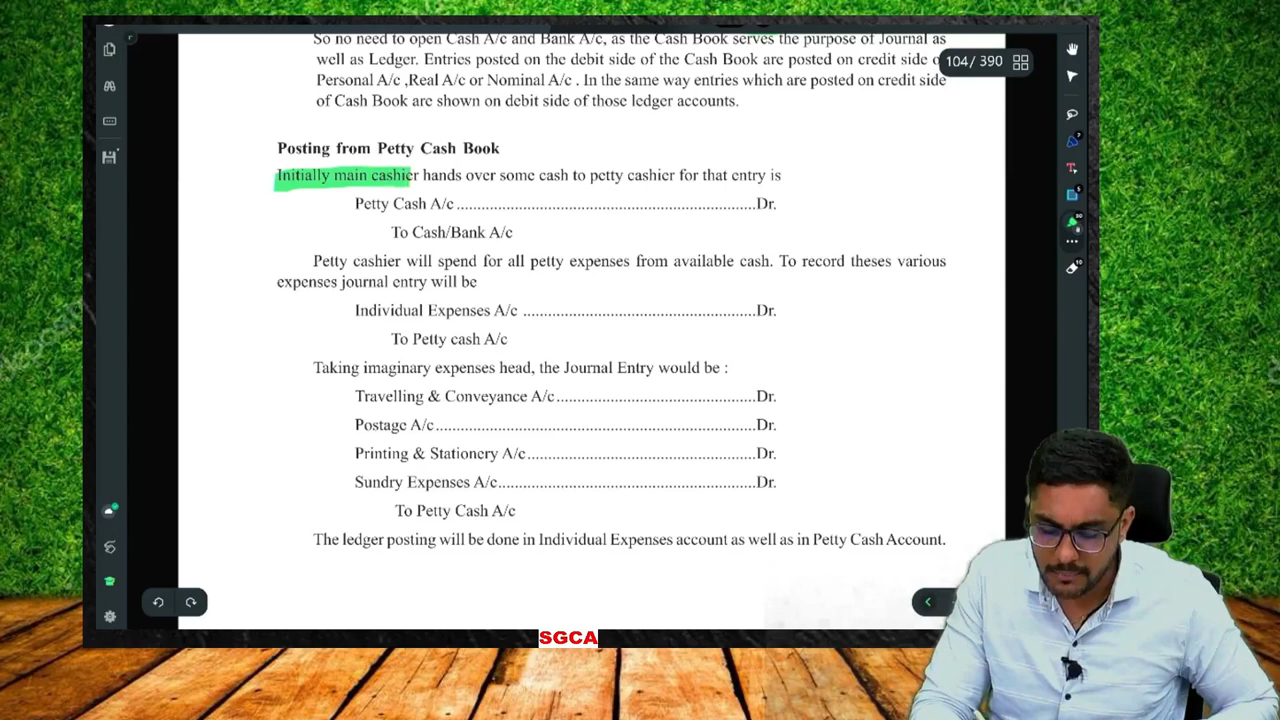 So no need to open Cash A/c and Bank A/c, as the Cash Book serves the purpose of Journal as
well as Ledger. Entries posted on the debit side of the Cash Book are posted on credit side
104/390
Personal A/c ,Real A/c or Nominal A/c . In the same way entries which are posted on credit side
of Cash Book are shown on debit side of those ledger accounts.
Posting from Petty Cash Book
Initially main cashier hands over some cash to petty cashier for that entry is
Petty Cash A/c..........................................................................Dr.
To Cash/Bank A/c
Petty cashier will spend for all petty expenses from available cash. To record theses various
expenses journal entry will be
Individual Expenses A/c .........................................................Dr.
To Petty cash A/c
Taking imaginary expenses head, the Journal Entry would be :
Travelling & Conveyance A/c.................................................Dr.
Postage A/c...............................................................................Dr.
Printing & Stationery A/c........................................................Dr.
Sundry Expenses A/c...............................................................Dr.
To Petty Cash A/c
The ledger posting will be done in Individual Expenses account as well as in Petty Cash Account.
SGCA